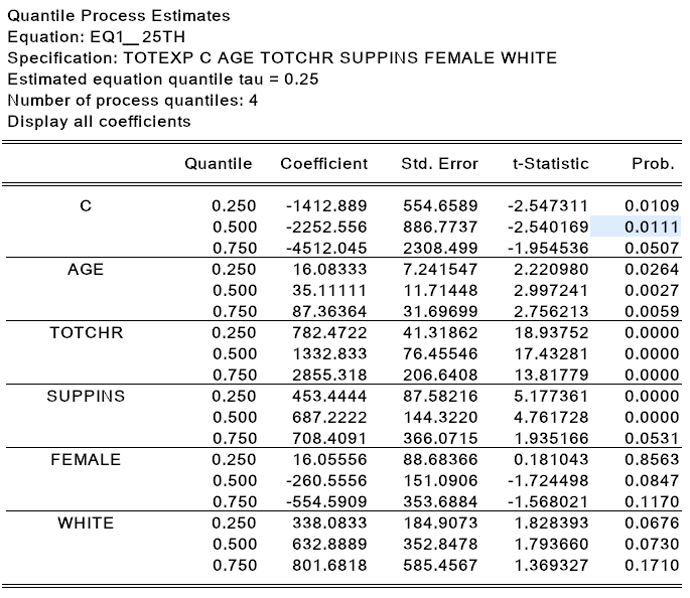 Quantile Process Estimates
Equation: EQ1__25TH
Specification: TOTEXP C AGE TOTCHR SUPPINS FEMALE WHITE
Estimated equation quantile tau = 0.25
Number of process quantiles: 4
Display all coefficients
Quantile Coefficient Std. Error t-Statistic Prob.
C 0.250 -1412.889 554.6589 -2.547311 0.0109
0.500 -2252.556 886.7737 -2.540169 0.0111
0.750 -4512.045 2308.499 -1.954536 0.0507
AGE 0.250 16.08333 7.241547 2.220980 0.0264
0.500 35.11111 11.71448 2.997241 0.0027
0.750 87.36364 31.69699 2.756213 0.0059
TOTCHR 0.250 782.4722 41.31862 18.93752 0.0000
0.500 1332.833 76.45546 17.43281 0.0000
0.750 2855.318 206.6408 13.81779 0.0000
SUPPINS 0.250 453.4444 87.58216 5.177361 0.0000
0.500 687.2222 144.3220 4.761728 0.0000
0.750 708.4091 366.0715 1.935166 0.0531
FEMALE 0.250 16.05556 88.68366 0.181043 0.8563
0.500 -260.5556 151.0906 -1.724498 0.0847
0.750 -554.5909 353.6884 -1.568021 0.1170
WHITE 0.250 338.0833 184.9073 1.828393 0.0676
0.500 632.8889 352.8478 1.793660 0.0730
0.750 801.6818 585.4567 1.369327 0.1710